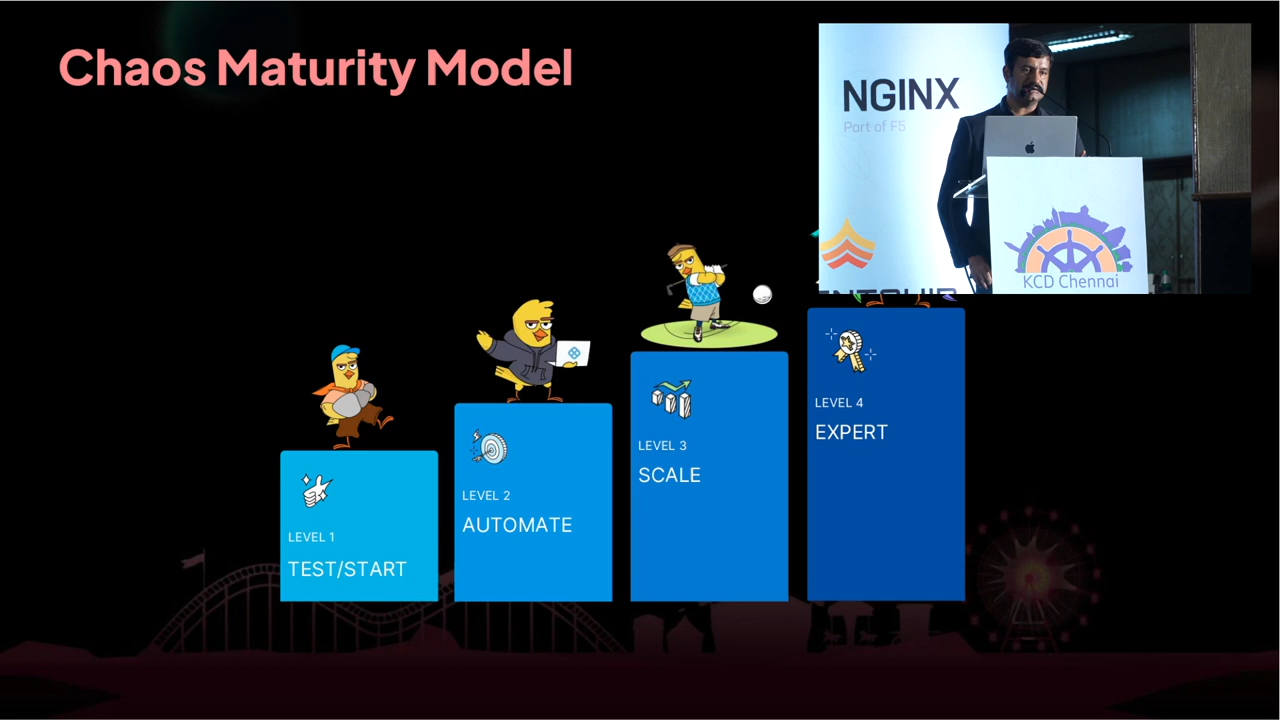 Chaos Maturity Model
NGINX
Part of F5
KCD Chennai
LEVEL 1
TEST/START
LEVEL 2
AUTOMATE
LEVEL 3
SCALE
LEVEL 4
EXPERT